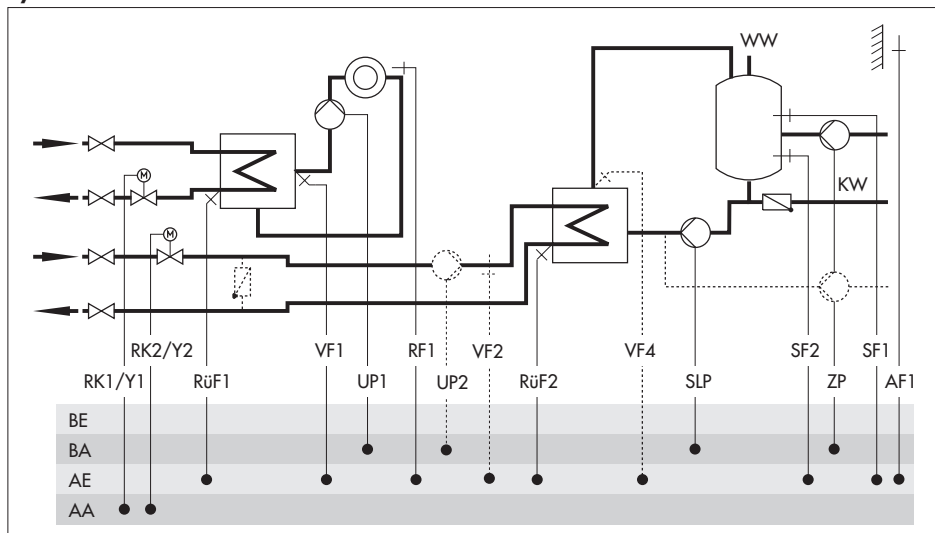 WW
M
KW
M
RK2/Y2 VF1 RF1 VF2 VF4 SF2 SF1
RK1/Y1 RüF1 UP1 UP2 RüF2 SLP ZP AF1
BE
BA
AE
AA